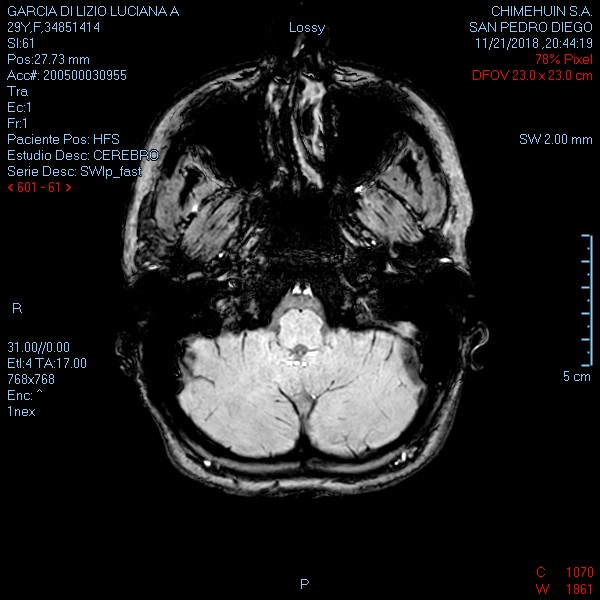 GARCIA DI LIZIO LUCIANA A
29Y,F,34851414
Sl:61
Pos:27.73 mm
Acc#: 200500030955
Tra
Ec:1
Fr:1
Paciente Pos: HFS
Estudio Desc: CEREBRO
Serie Desc: SWIp_fast
< 601 - 61 >
Lossy
CHIMEHUIN S.A.
SAN PEDRO DIEGO
11/21/2018 ,20:44:19
78% Pixel
DFOV 23.0 x 23.0 cm
SW 2.00 mm
R
31.00//0.00
Etl:4 TA:17.00
768x768
Enc: ^
1nex
5 cm
P
C 1070
W 1861